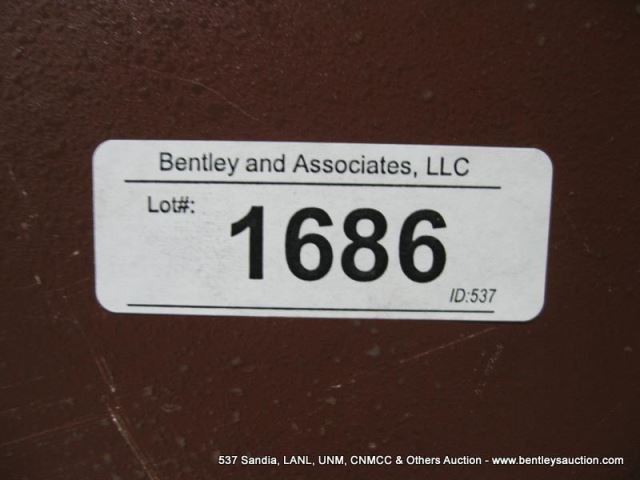 Bentley and Associates, LLC
Lot#:
1686
ID:537
537 Sandia, LANL, UNM, CNMCC & Others Auction - www.bentleysauction.com